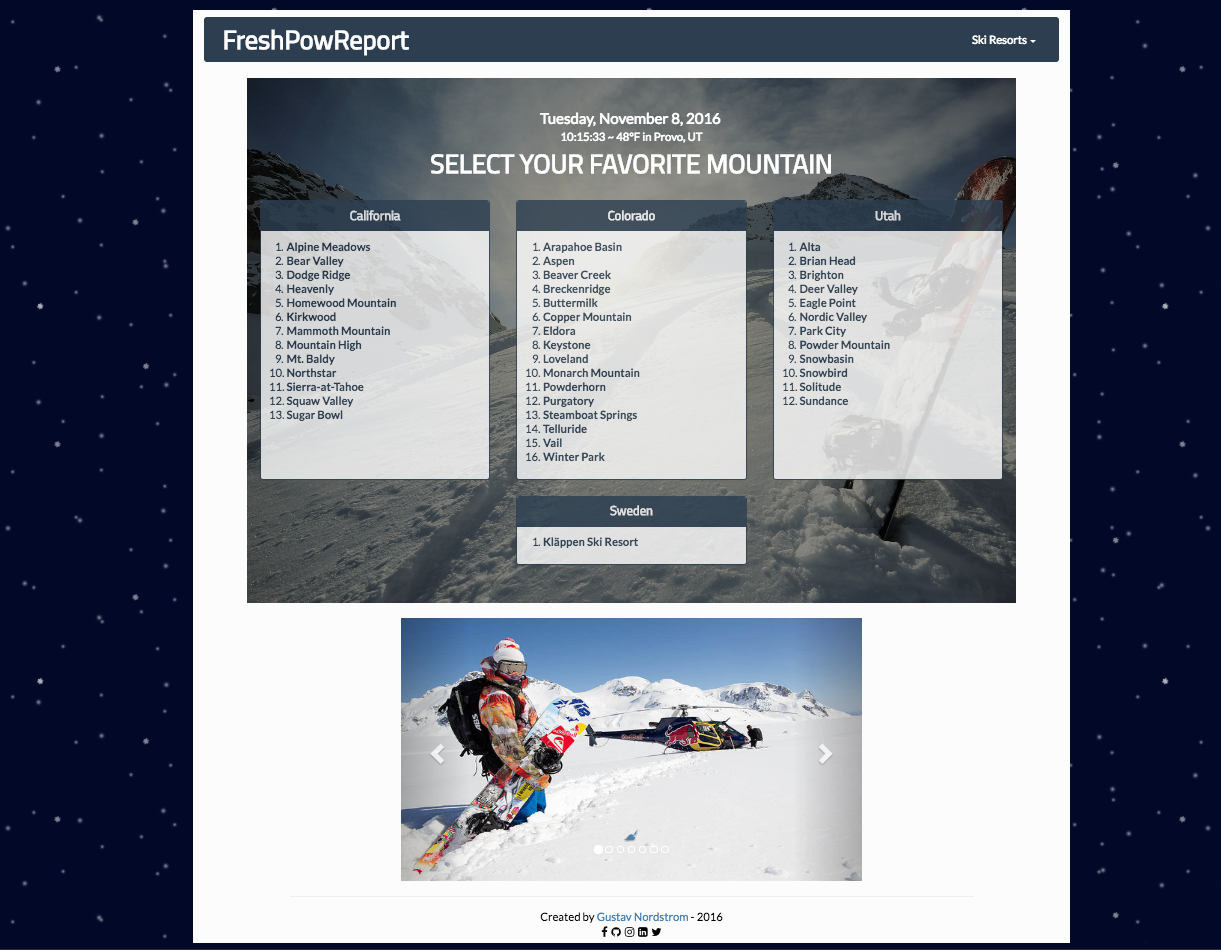 FreshPowReport
Ski Resorts
Tuesday, November 8, 2016
10:15:33 ~ 48°F in Provo, UT
SELECT YOUR FAVORITE MOUNTAIN
California
1. Alpine Meadows
2. Bear Valley
3. Dodge Ridge
4. Heavenly
5. Homewood Mountain
6. Kirkwood
7. Mammoth Mountain
8. Mountain High
9. Mt. Baldy
10. Northstar
11. Sierra-at-Tahoe
12. Squaw Valley
13. Sugar Bowl
Colorado
1. Arapahoe Basin
2. Aspen
3. Beaver Creek
4. Breckenridge
5. Buttermilk
6. Copper Mountain
7. Eldora
8. Keystone
9. Loveland
10. Monarch Mountain
11. Powderhorn
12. Purgatory
13. Steamboat Springs
14. Telluride
15. Vail
16. Winter Park
Utah
1. Alta
2. Brian Head
3. Brighton
4. Deer Valley
5. Eagle Point
6. Nordic Valley
7. Park City
8. Powder Mountain
9. Snowbasin
10. Snowbird
11. Solitude
12. Sundance
Sweden
1. Kläppen Ski Resort
Created by Gustav Nordstrom - 2016